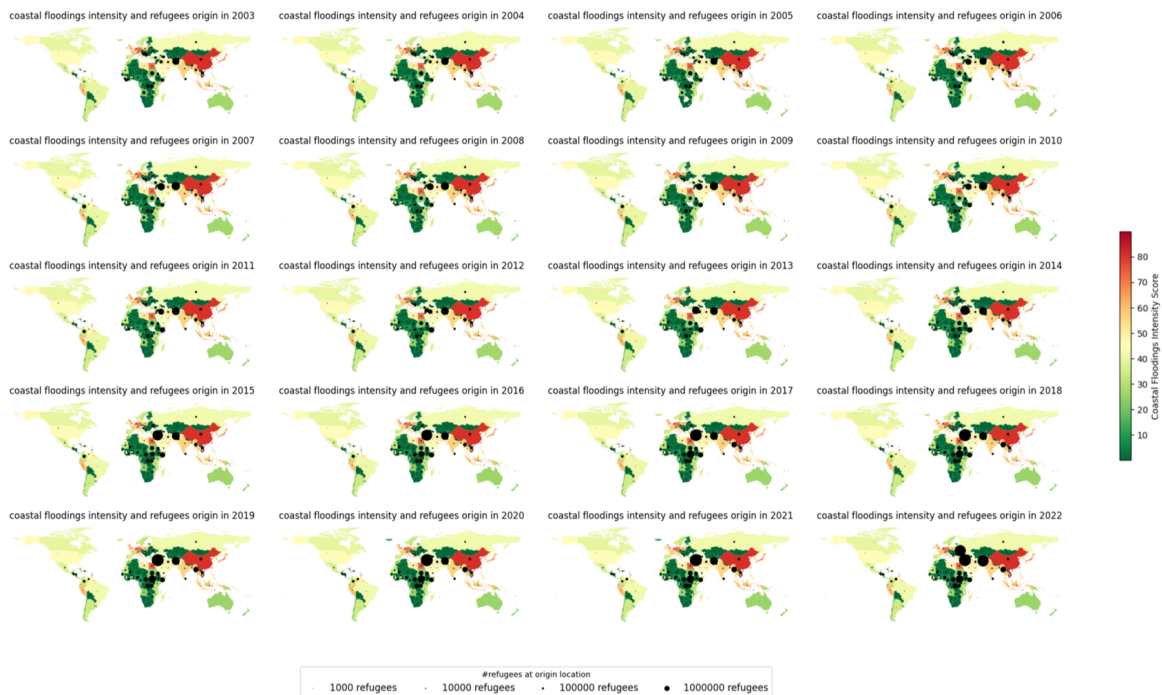 coastal floodings intensity and refugees origin in 2003
coastal floodings intensity and refugees origin in 2004
coastal floodings intensity and refugees origin in 2005
coastal floodings intensity and refugees origin in 2006
coastal floodings intensity and refugees origin in 2007
coastal floodings intensity and refugees origin in 2008
coastal floodings intensity and refugees origin in 2009
coastal floodings intensity and refugees origin in 2010
coastal floodings intensity and refugees origin in 2011
coastal floodings intensity and refugees origin in 2012
coastal floodings intensity and refugees origin in 2013
coastal floodings intensity and refugees origin in 2014
coastal floodings intensity and refugees origin in 2015
coastal floodings intensity and refugees origin in 2016
coastal floodings intensity and refugees origin in 2017
coastal floodings intensity and refugees origin in 2018
coastal floodings intensity and refugees origin in 2019
coastal floodings intensity and refugees origin in 2020
coastal floodings intensity and refugees origin in 2021
coastal floodings intensity and refugees origin in 2022
80
70
60
50
40
30
20
10
Coastal Floodings Intensity Score
#refugees at origin location
1000 refugees
10000 refugees
100000 refugees
1000000 refugees